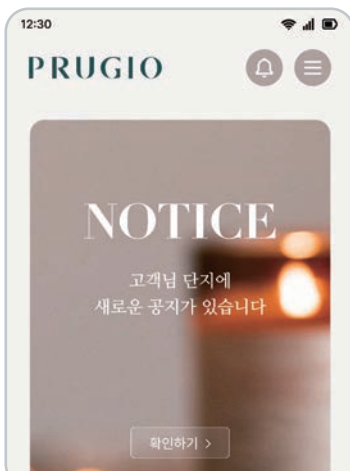 12:30
PRUGIO
NOTICE
고객님 단지에
새로운 공지가 있습니다
확인하기 >